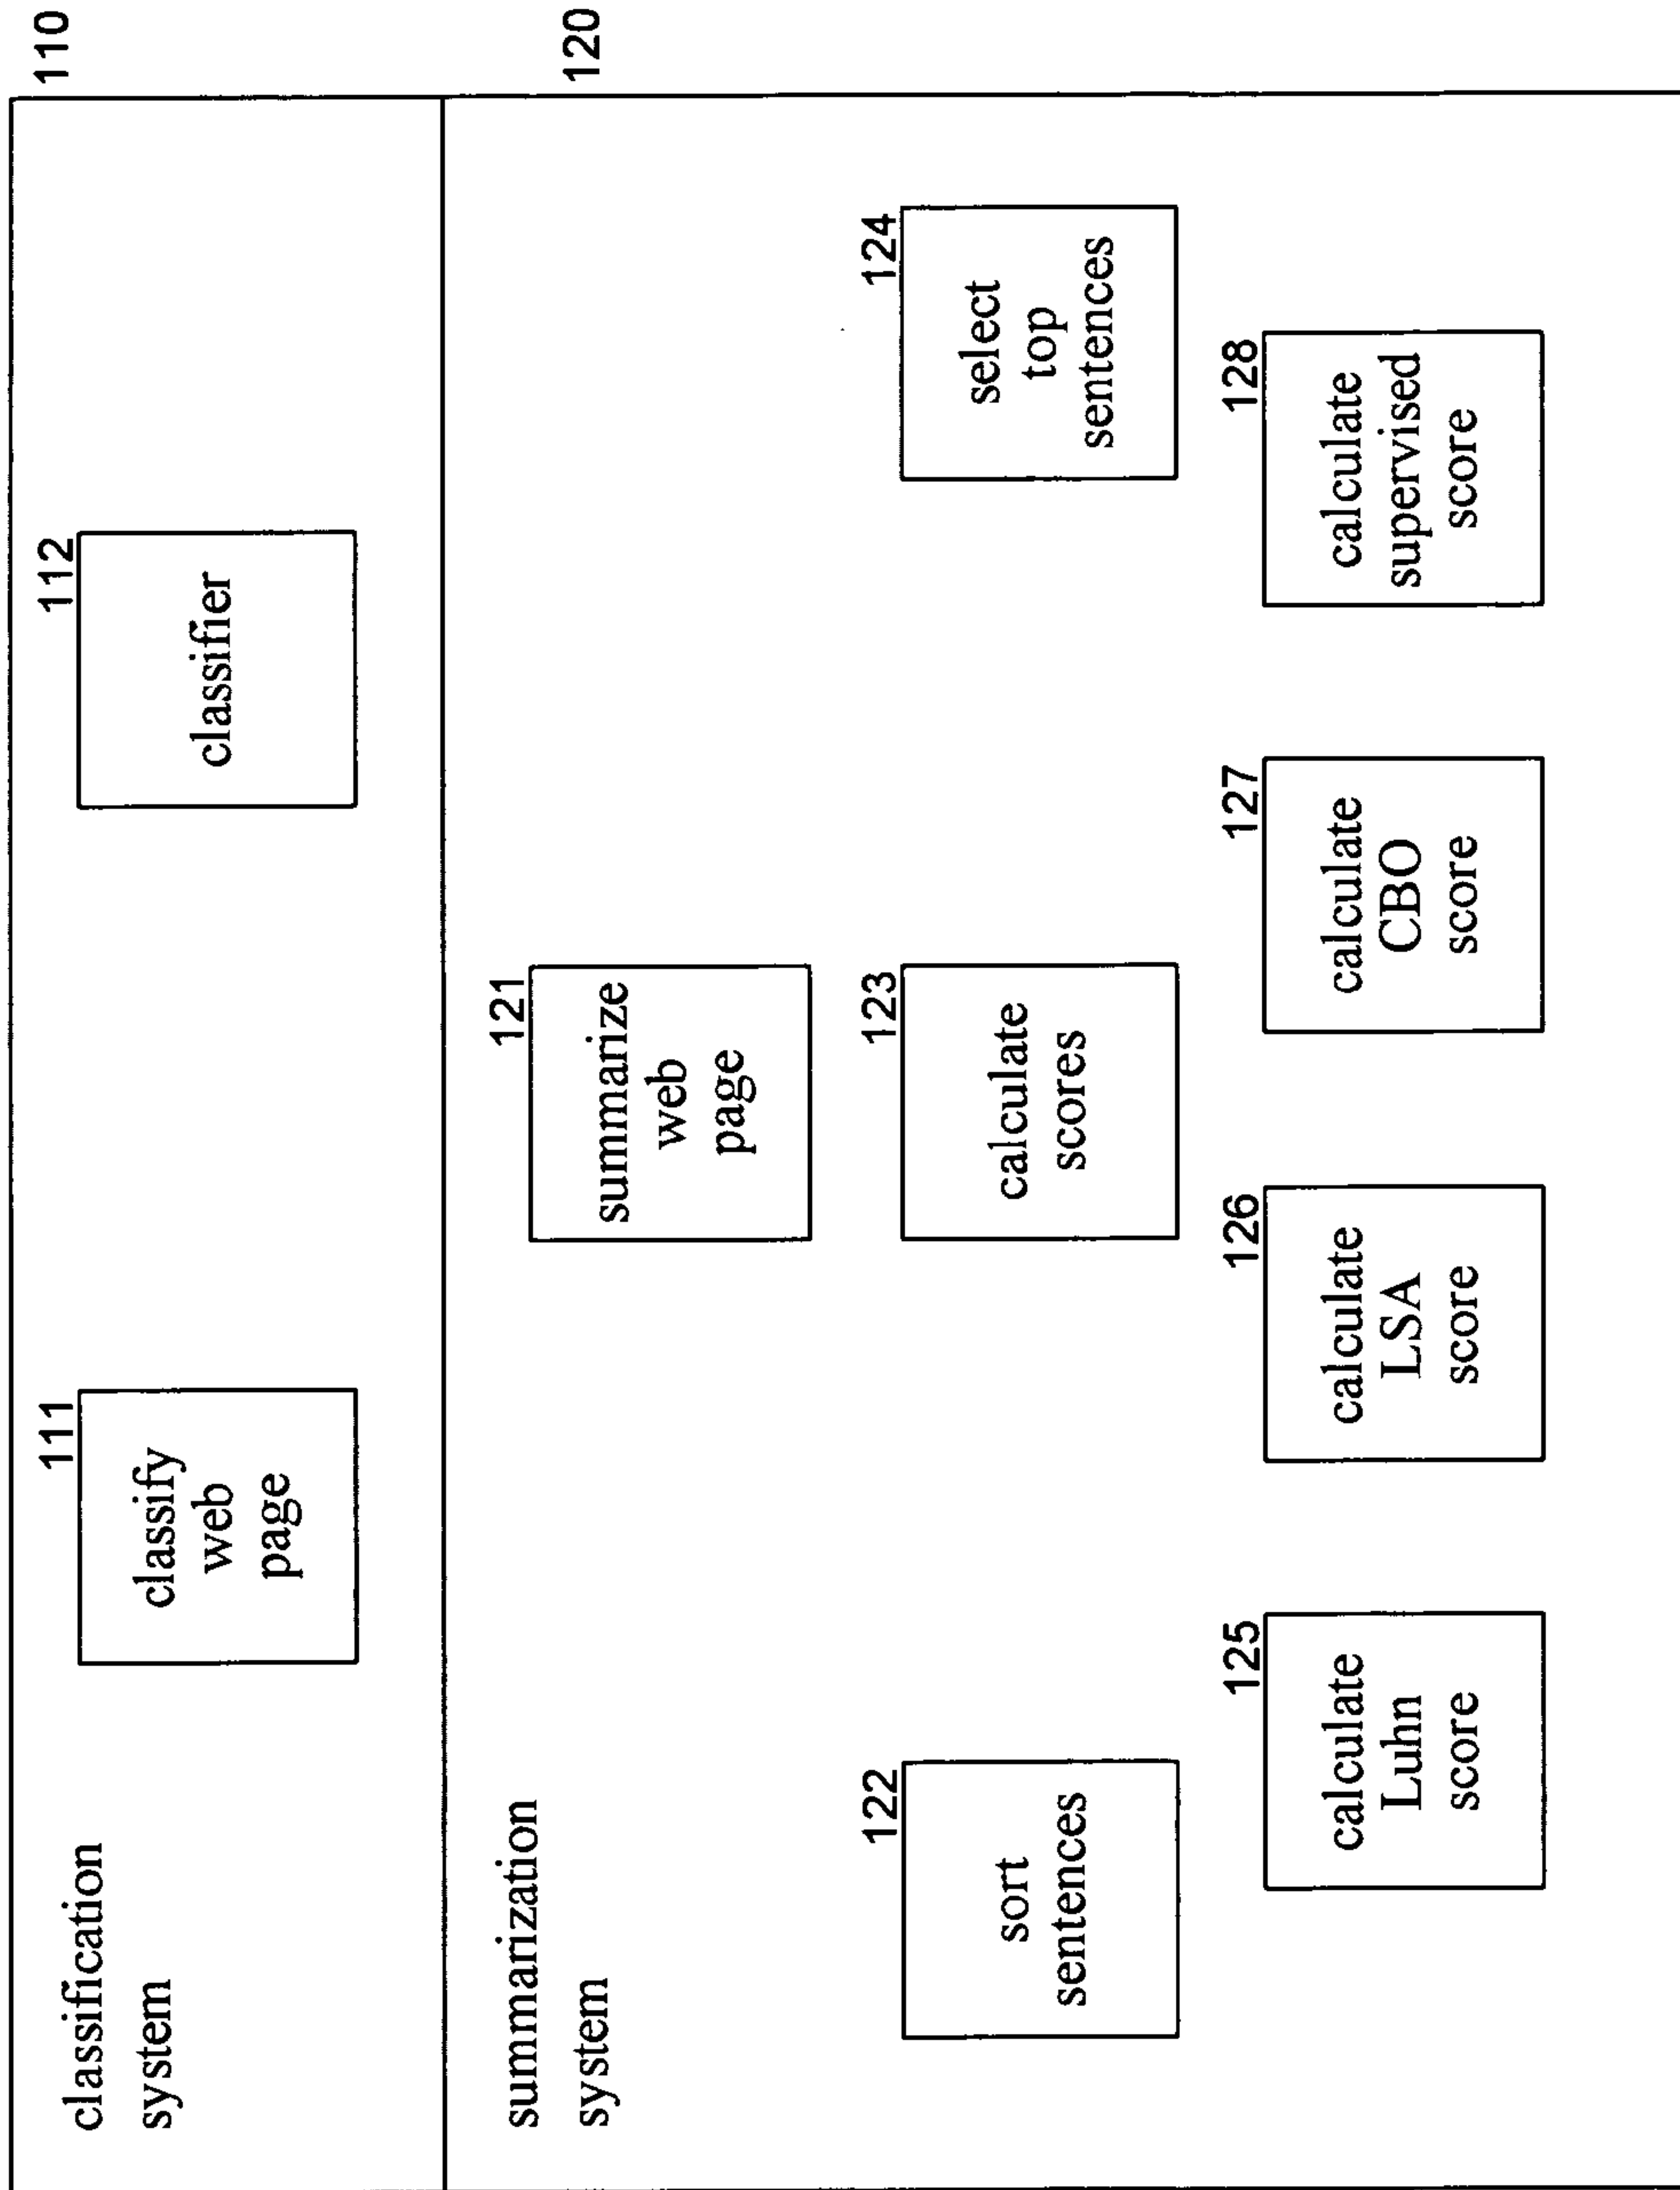 110
classification
system
111
classify
web
page
112
classifier
120
summarization
system
121
summarize
web
page
122
sort
sentences
123
calculate
scores
124
select
top
sentences
125
calculate
Luhn
score
126
calculate
LSA
score
127
calculate
CBO
score
128
calculate
supervised
score